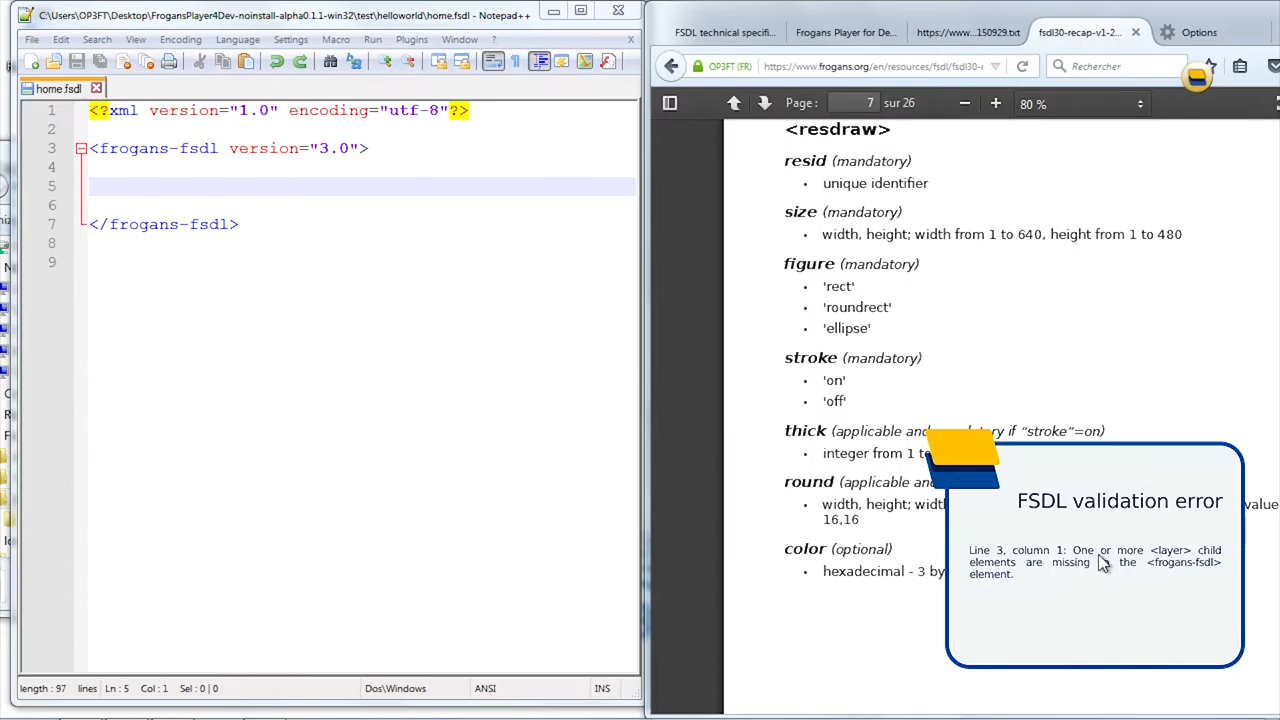 C:\Users\OP3FT\Desktop\FrogansPlayer4Dev-noinstall-alpha0.1.1-win32\test\helloworld\home.fsdl - Notepad++
File Edit Search View Encoding Language Settings Macro Run Plugins Window ? X
home.fsdl
1 <?xml version="1.0" encoding="utf-8"?>
2
3 <frogans-fsdl version="3.0">
4
5
6
7 </frogans-fsdl>
8
9
length : 97 lines Ln : 5 Col : 1 Sel : 0 | 0 Dos\Windows ANSI INS
FSDL technical specifi... Frogans Player for De... https://www....150929.txt fsdl30-recap-v1-2... Options
OP3FT (FR) https://www.frogans.org/en/resources/fsdl/fsdl30- Rechercher
Page : 7 sur 26 80 %
<resdraw>
resid (mandatory)
• unique identifier
size (mandatory)
• width, height; width from 1 to 640, height from 1 to 480
figure (mandatory)
• 'rect'
• 'roundrect'
• 'ellipse'
stroke (mandatory)
• 'on'
• 'off'
thick (applicable and if "stroke"=on)
• integer from 1
round (applicable
• width, height;
16,16
color (optional)
• hexadecimal - 3
FSDL validation error
Line 3, column 1: One or more <layer> child
elements are missing the <frogans-fsdl>
element.